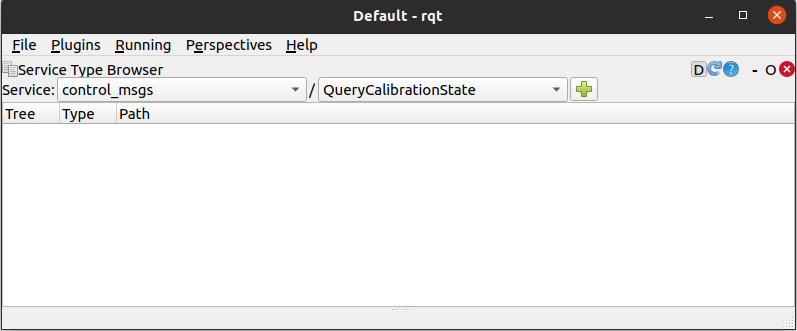 Default - rqt
File Plugins Running Perspectives Help
Service Type Browser D ? - O
Service: control_msgs / QueryCalibrationState
Tree Type Path